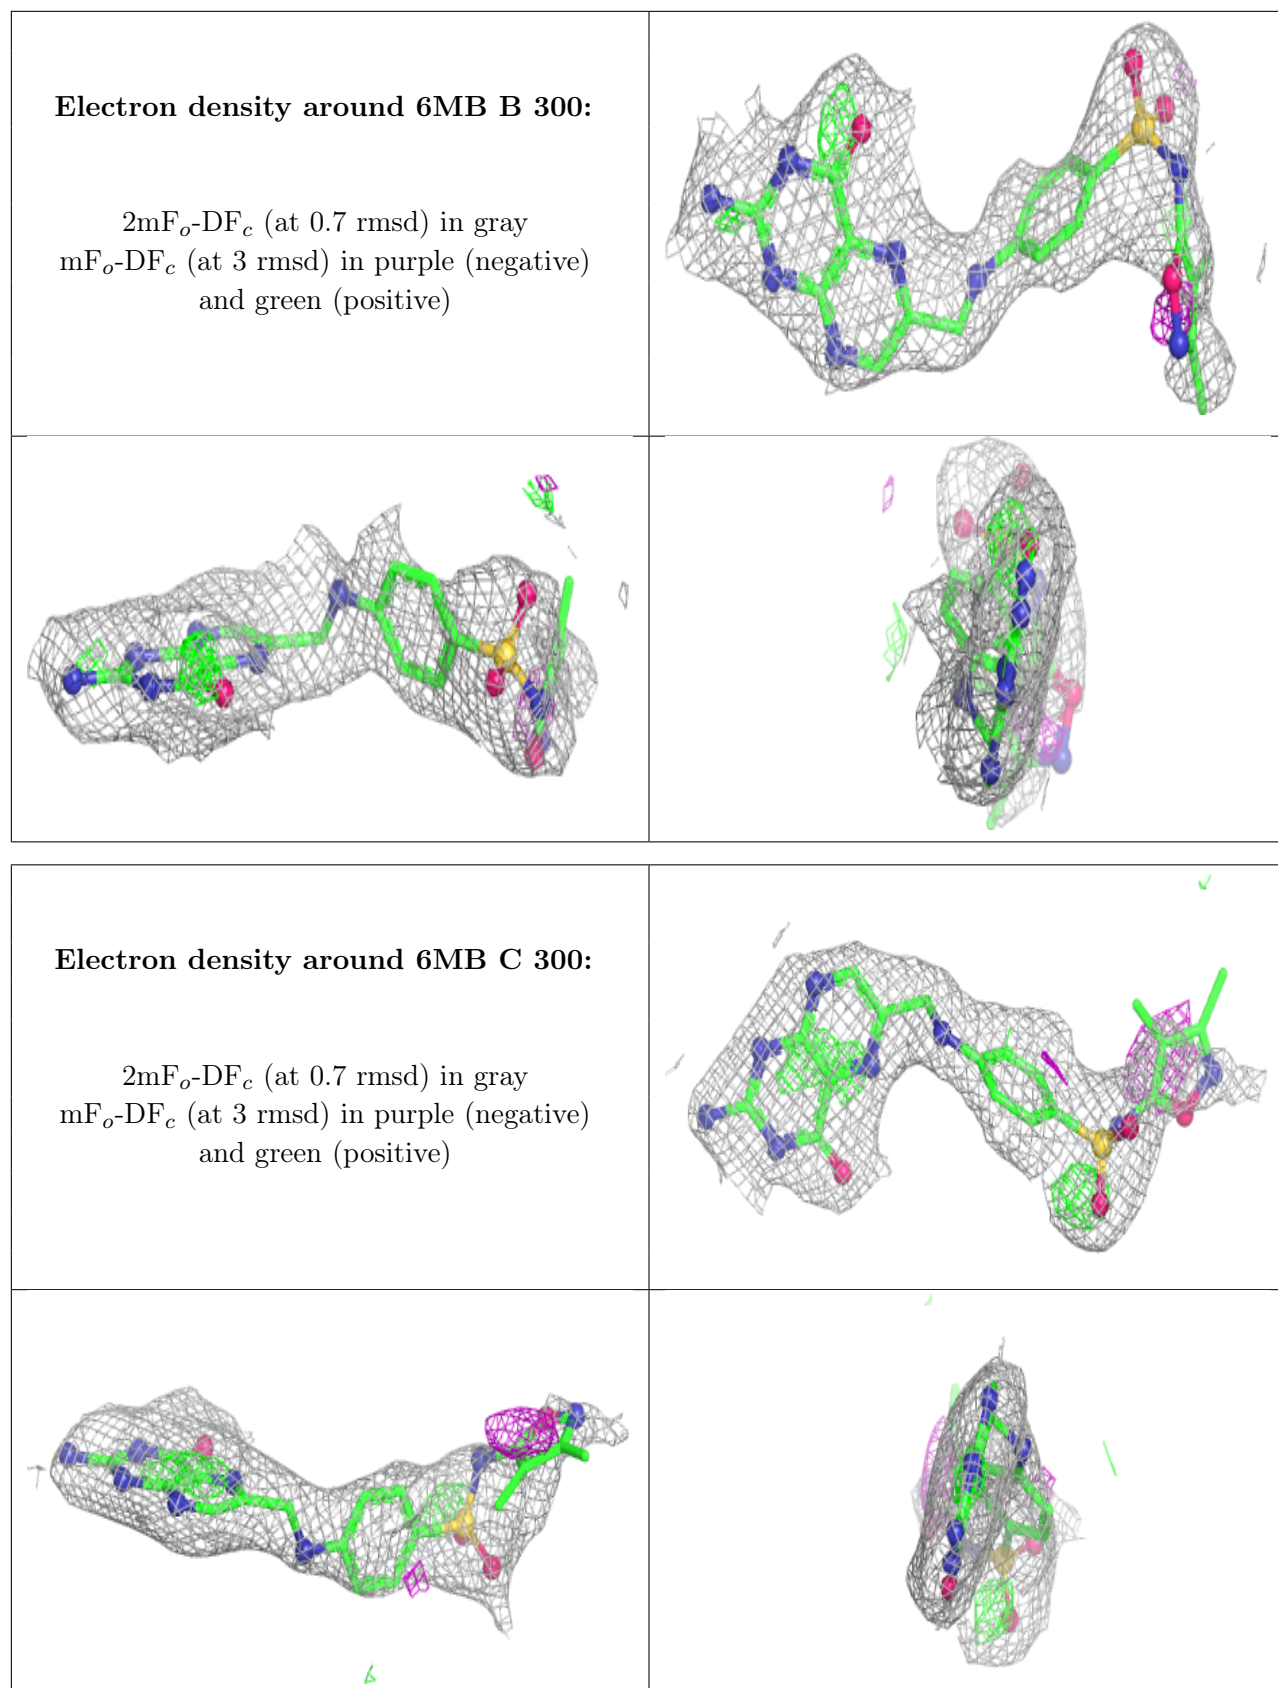 Electron density around 6MB B 300:
2mFo-DFc (at 0.7 rmsd) in gray
mFo-DFc (at 3 rmsd) in purple (negative)
and green (positive)
Electron density around 6MB C 300:
2mFo-DFc (at 0.7 rmsd) in gray
mFo-DFc (at 3 rmsd) in purple (negative)
and green (positive)